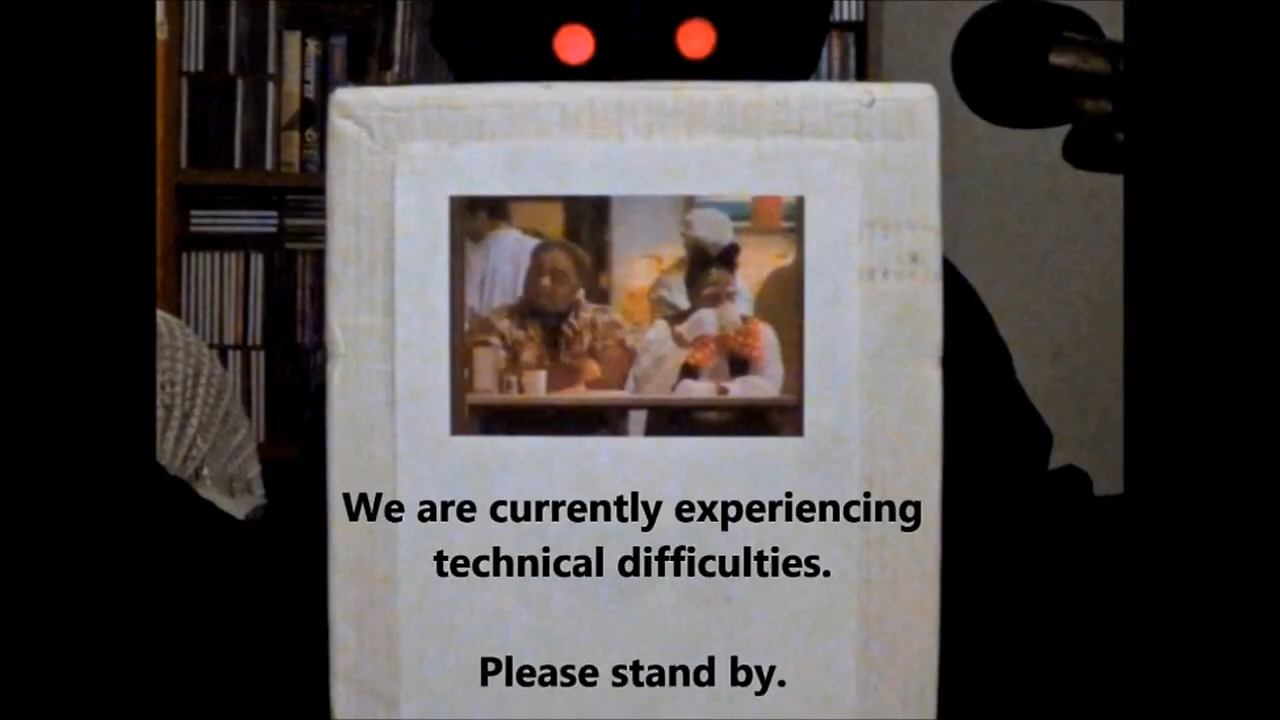 We are currently experiencing
technical difficulties.
Please stand by.